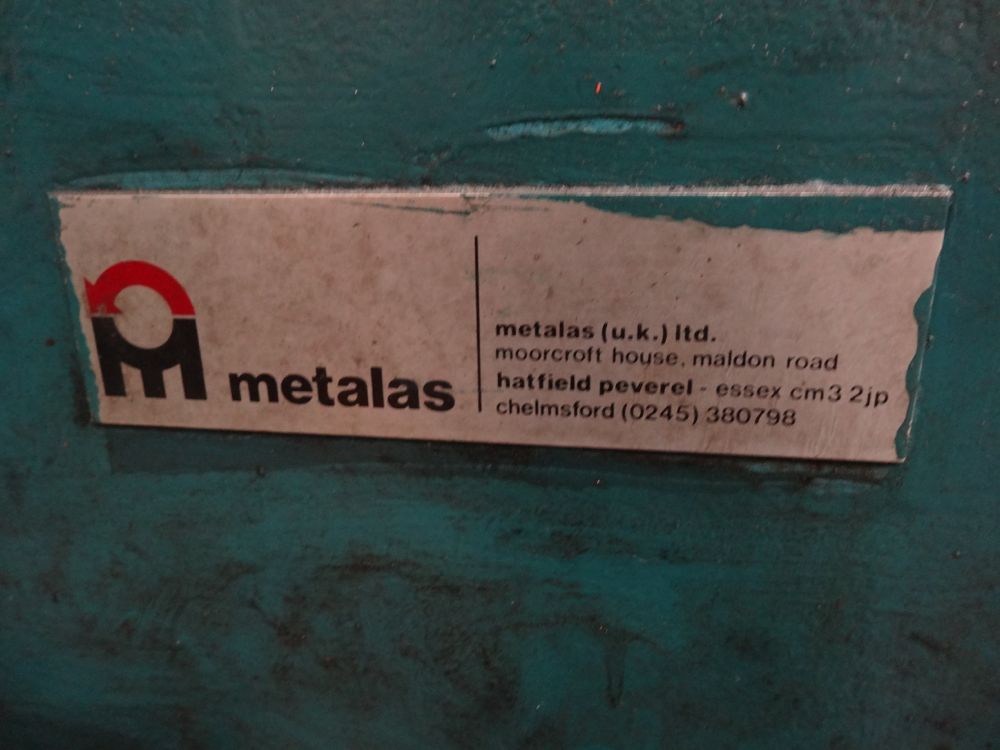 metalas
metalas (u.k.) ltd.
moorcroft house, maldon road
hatfield peverel - essex cm3 2jp
chelmsford (0245) 380798